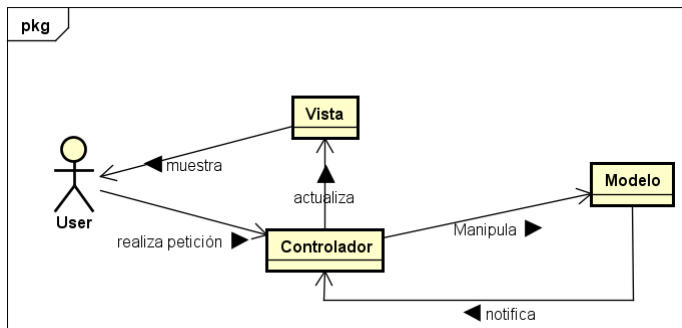 pkg
Vista
muestra
User
actualiza
Modelo
realiza petición
Controlador
Manipula
notifica